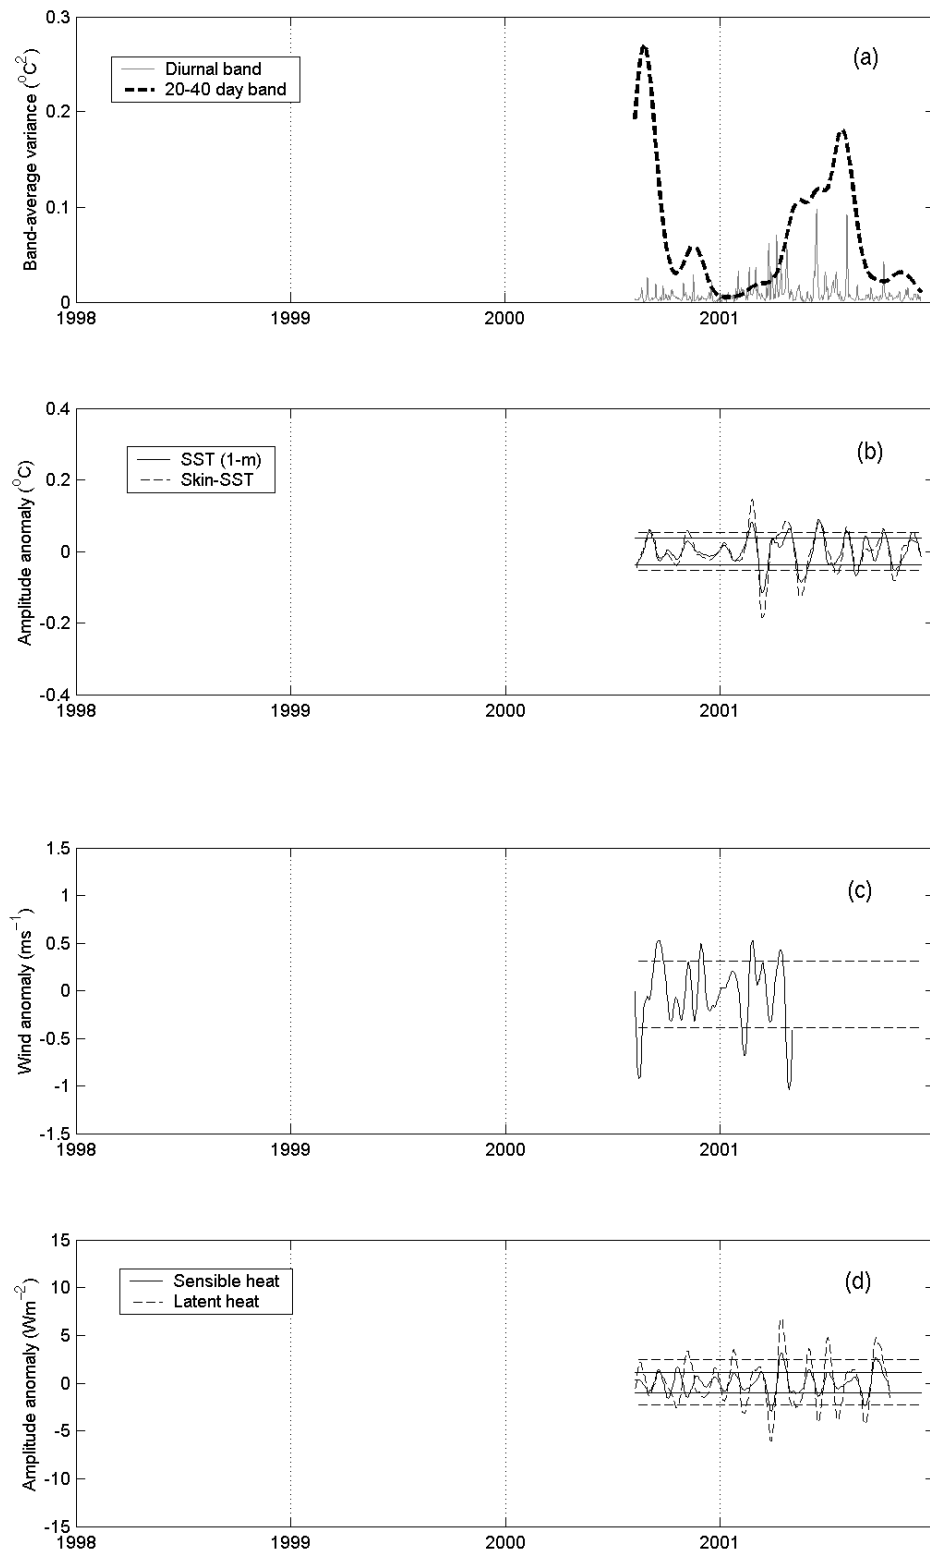 0.3
0.2
0.1
0
Band-average variance (°C²)
Diurnal band
20-40 day band
(a)
1998 1999 2000 2001
0.4
0.2
0
-0.2
-0.4
Amplitude anomaly (°C)
SST (1-m)
Skin-SST
(b)
1998 1999 2000 2001
1.5
1
0.5
0
-0.5
-1
-1.5
Wind anomaly (ms⁻¹)
(c)
1998 1999 2000 2001
15
10
5
0
-5
-10
-15
Amplitude anomaly (Wm⁻²)
Sensible heat
Latent heat
(d)
1998 1999 2000 2001